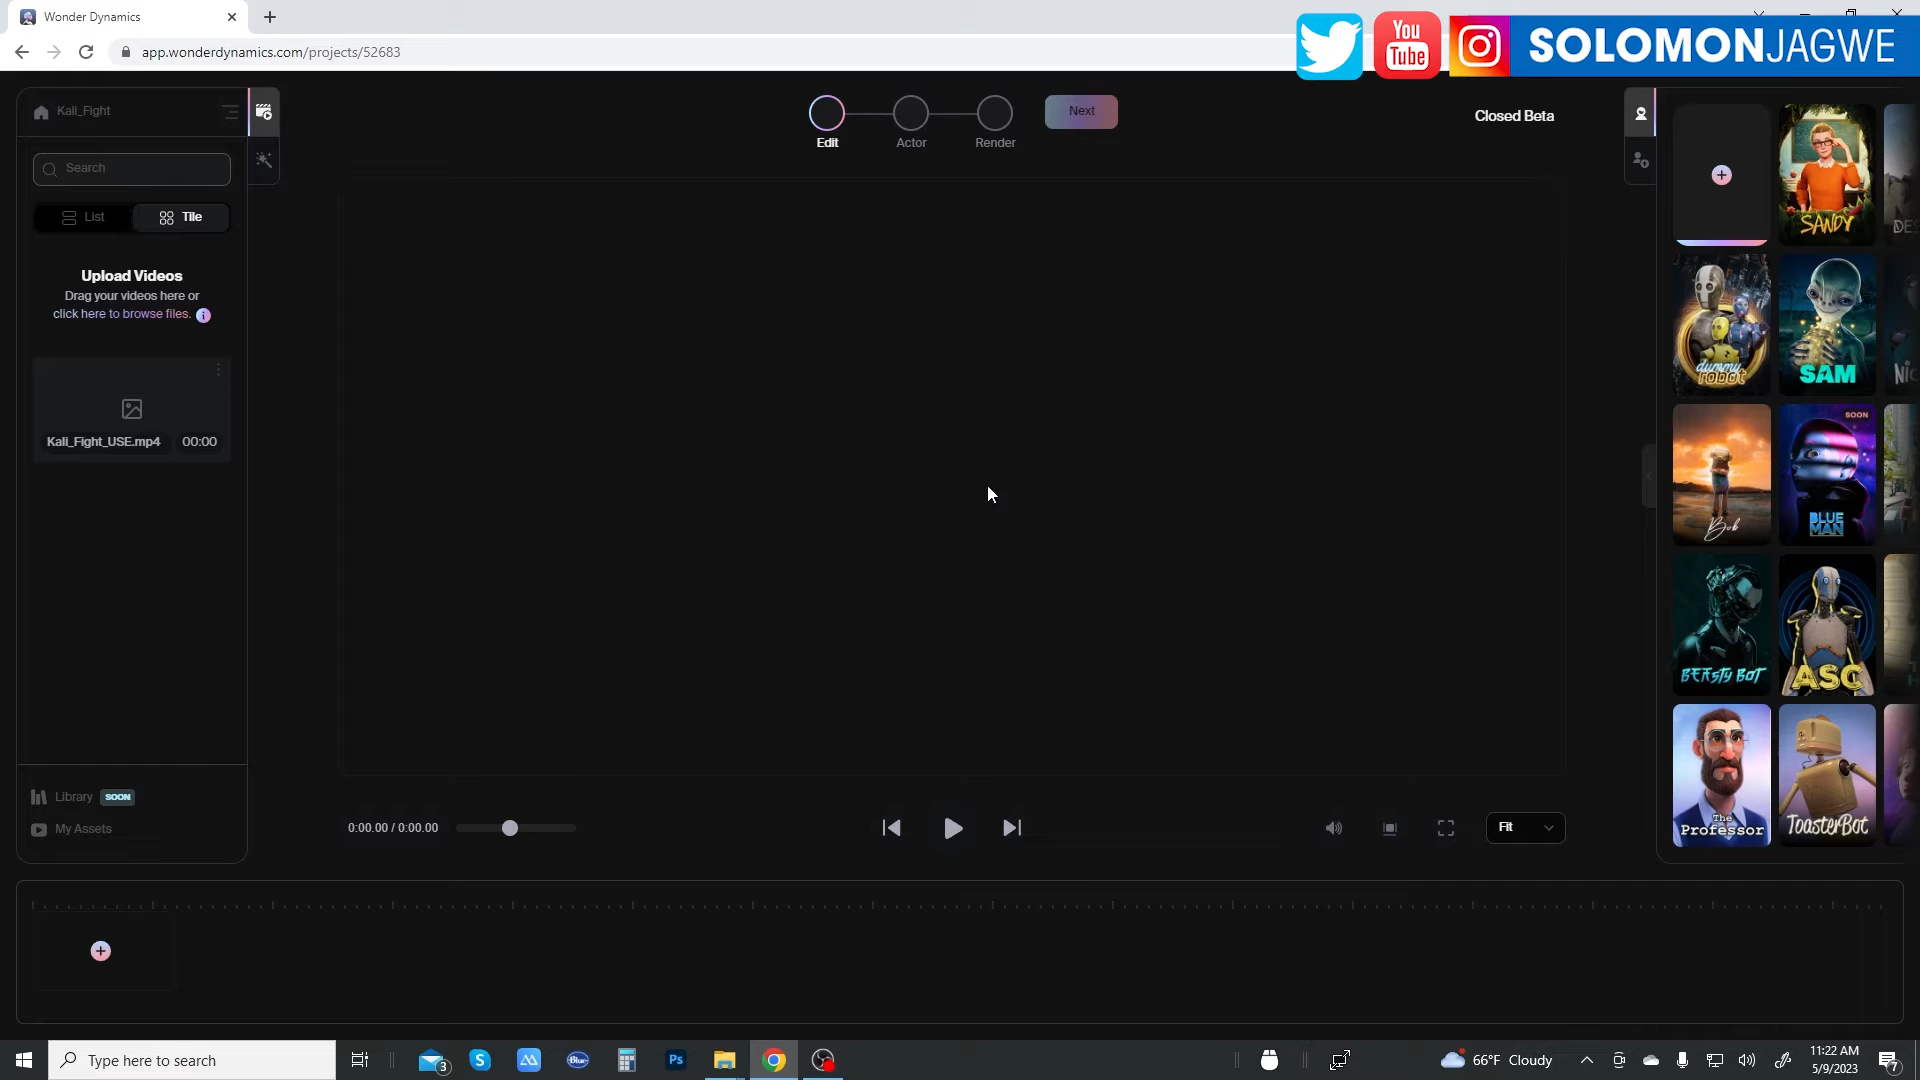 Wonder Dynamics
app.wonderdynamics.com/projects/52683
You
Tube
SOLOMONJAGWE
Kali_Fight
Next
Closed Beta
Edit
Actor
Render
Search
List
Tile
Upload Videos
Drag your videos here or
click here to browse files.
Kali_Fight_USE.mp4 00:00
Library SOON
My Assets
0:00.00 / 0:00.00
Fit
SANDY
dummy
robot
SAM
Bob
SOON
BLUE
MAN
BEASTY BOT
ASC
The
Professor
ToasterBot
Type here to search
3
Ps
66°F Cloudy
11:22 AM
5/9/2023
7